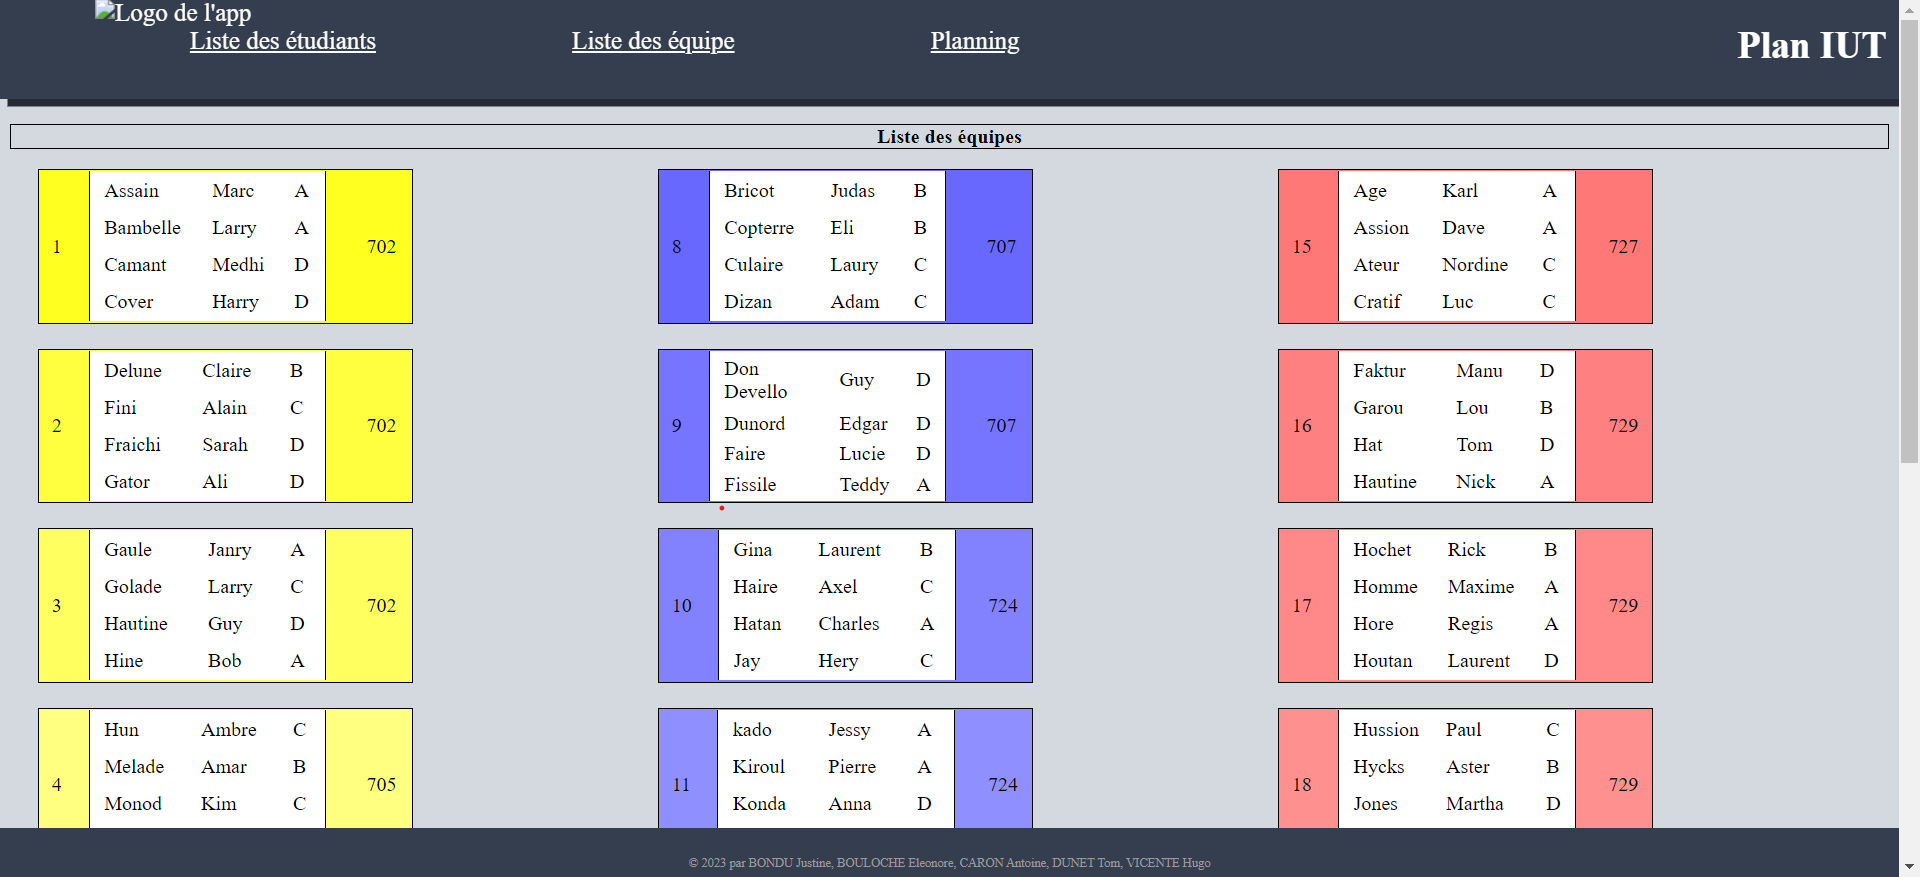 Logo de l'app
Liste des étudiants Liste des équipe Planning Plan IUT
Liste des équipes
1 702
Assain Marc A
Bambelle Larry A
Camant Medhi D
Cover Harry D
8 707
Bricot Judas B
Copterre Eli B
Culaire Laury C
Dizan Adam C
15 727
Age Karl A
Assion Dave A
Ateur Nordine C
Cratif Luc C
2 702
Delune Claire B
Fini Alain C
Fraichi Sarah D
Gator Ali D
9 707
Don
Devello Guy D
Dunord Edgar D
Faire Lucie D
Fissile Teddy A
16 729
Faktur Manu D
Garou Lou B
Hat Tom D
Hautine Nick A
3 702
Gaule Janry A
Golade Larry C
Hautine Guy D
Hine Bob A
10 724
Gina Laurent B
Haire Axel C
Hatan Charles A
Jay Hery C
17 729
Hochet Rick B
Homme Maxime A
Hore Regis A
Houtan Laurent D
4 705
Hun Ambre C
Melade Amar B
Monod Kim C
11 724
kado Jessy A
Kiroul Pierre A
Konda Anna D
18 729
Hussion Paul C
Hycks Aster B
Jones Martha D
© 2023 par BONDU Justine, BOULOCHE Eleonore, CARON Antoine, DUNET Tom, VICENTE Hugo